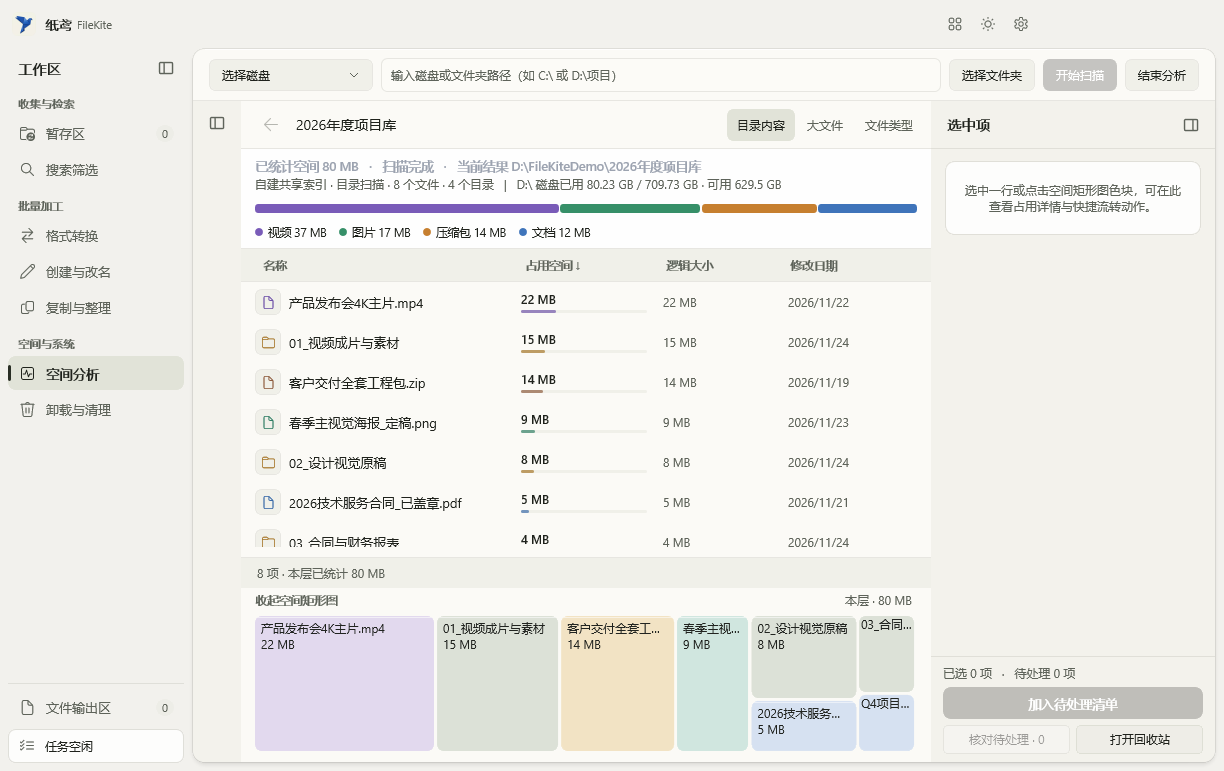 纸鸢 FileKite
工作区
收集与检索
暂存区 0
搜索筛选
批量加工
格式转换
创建与改名
复制与整理
空间与系统
空间分析
卸载与清理
文件输出区 0
任务空闲
选择磁盘
输入磁盘或文件夹路径（如 C:\ 或 D:\项目）
选择文件夹
开始扫描
结束分析
2026年度项目库
目录内容 大文件 文件类型
已统计空间 80 MB · 扫描完成 · 当前结果 D:\FileKiteDemo\2026年度项目库
自建共享索引 · 目录扫描 · 8 个文件 · 4 个目录 | D:\ 磁盘已用 80.23 GB / 709.73 GB · 可用 629.5 GB
视频 37 MB 图片 17 MB 压缩包 14 MB 文档 12 MB
名称 占用空间↓ 逻辑大小 修改日期
产品发布会4K主片.mp4 22 MB 22 MB 2026/11/22
01_视频成片与素材 15 MB 15 MB 2026/11/24
客户交付全套工程包.zip 14 MB 14 MB 2026/11/19
春季主视觉海报_定稿.png 9 MB 9 MB 2026/11/23
02_设计视觉原稿 8 MB 8 MB 2026/11/24
2026技术服务合同_已盖章.pdf 5 MB 5 MB 2026/11/21
03_合同与财务报表 4 MB 4 MB 2026/11/24
8 项 · 本层已统计 80 MB
收起空间矩形图 本层 · 80 MB
产品发布会4K主片.mp4
22 MB
01_视频成片与素材
15 MB
客户交付全套工...
14 MB
春季主视...
9 MB
02_设计视觉原稿
8 MB
03_合同...
2026技术服务...
5 MB
Q4项目...
选中项
选中一行或点击空间矩形图色块，可在此
查看占用详情与快捷流转动作。
已选 0 项 · 待处理 0 项
加入待处理清单
核对待处理 · 0
打开回收站